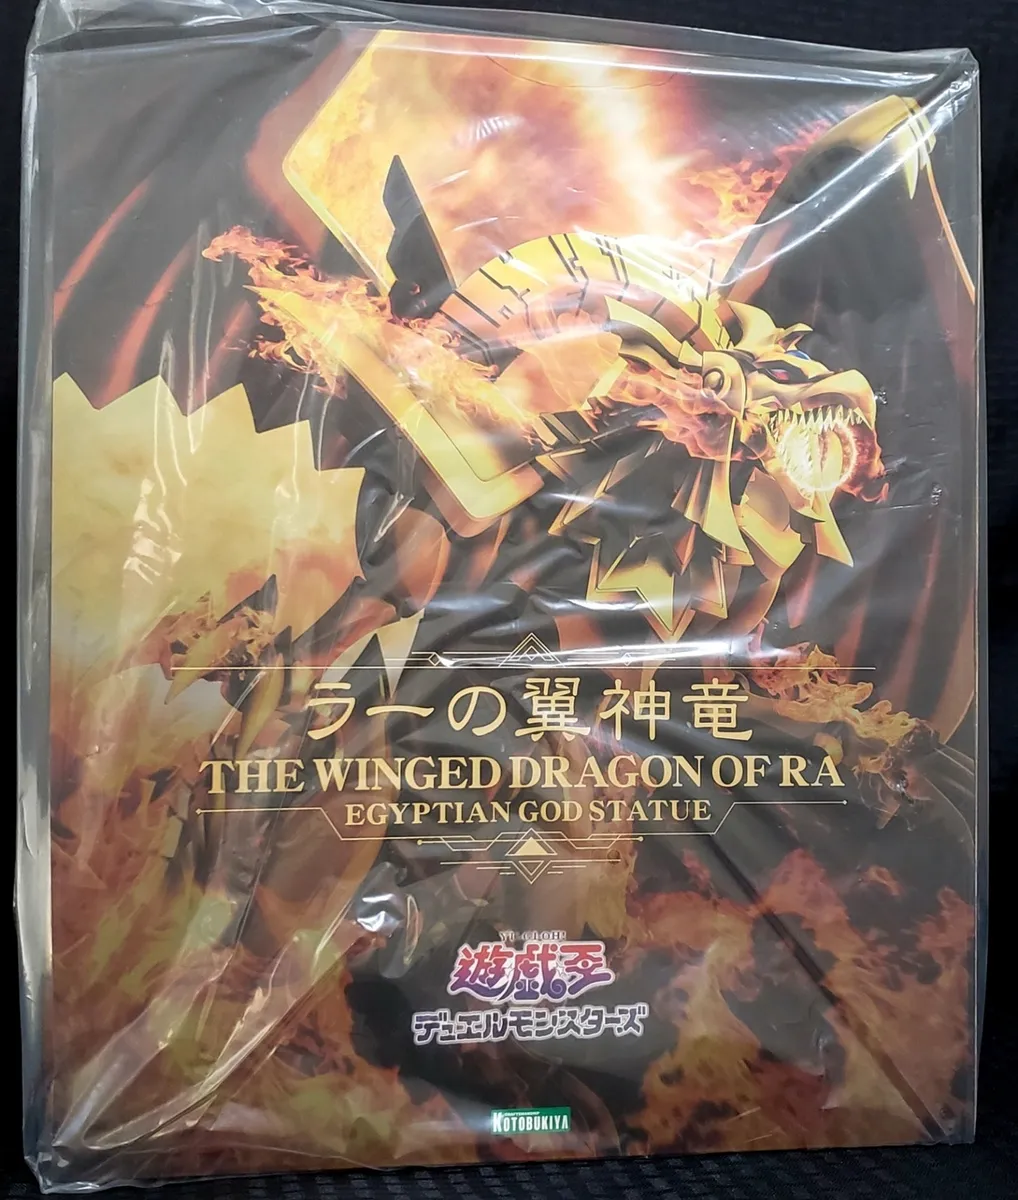 ラーの翼神竜
THE WINGED DRAGON OF RA
EGYPTIAN GOD STATUE
YU-GI-OH!
遊戯王
デュエルモンスターズ
KOTOBUKIYA